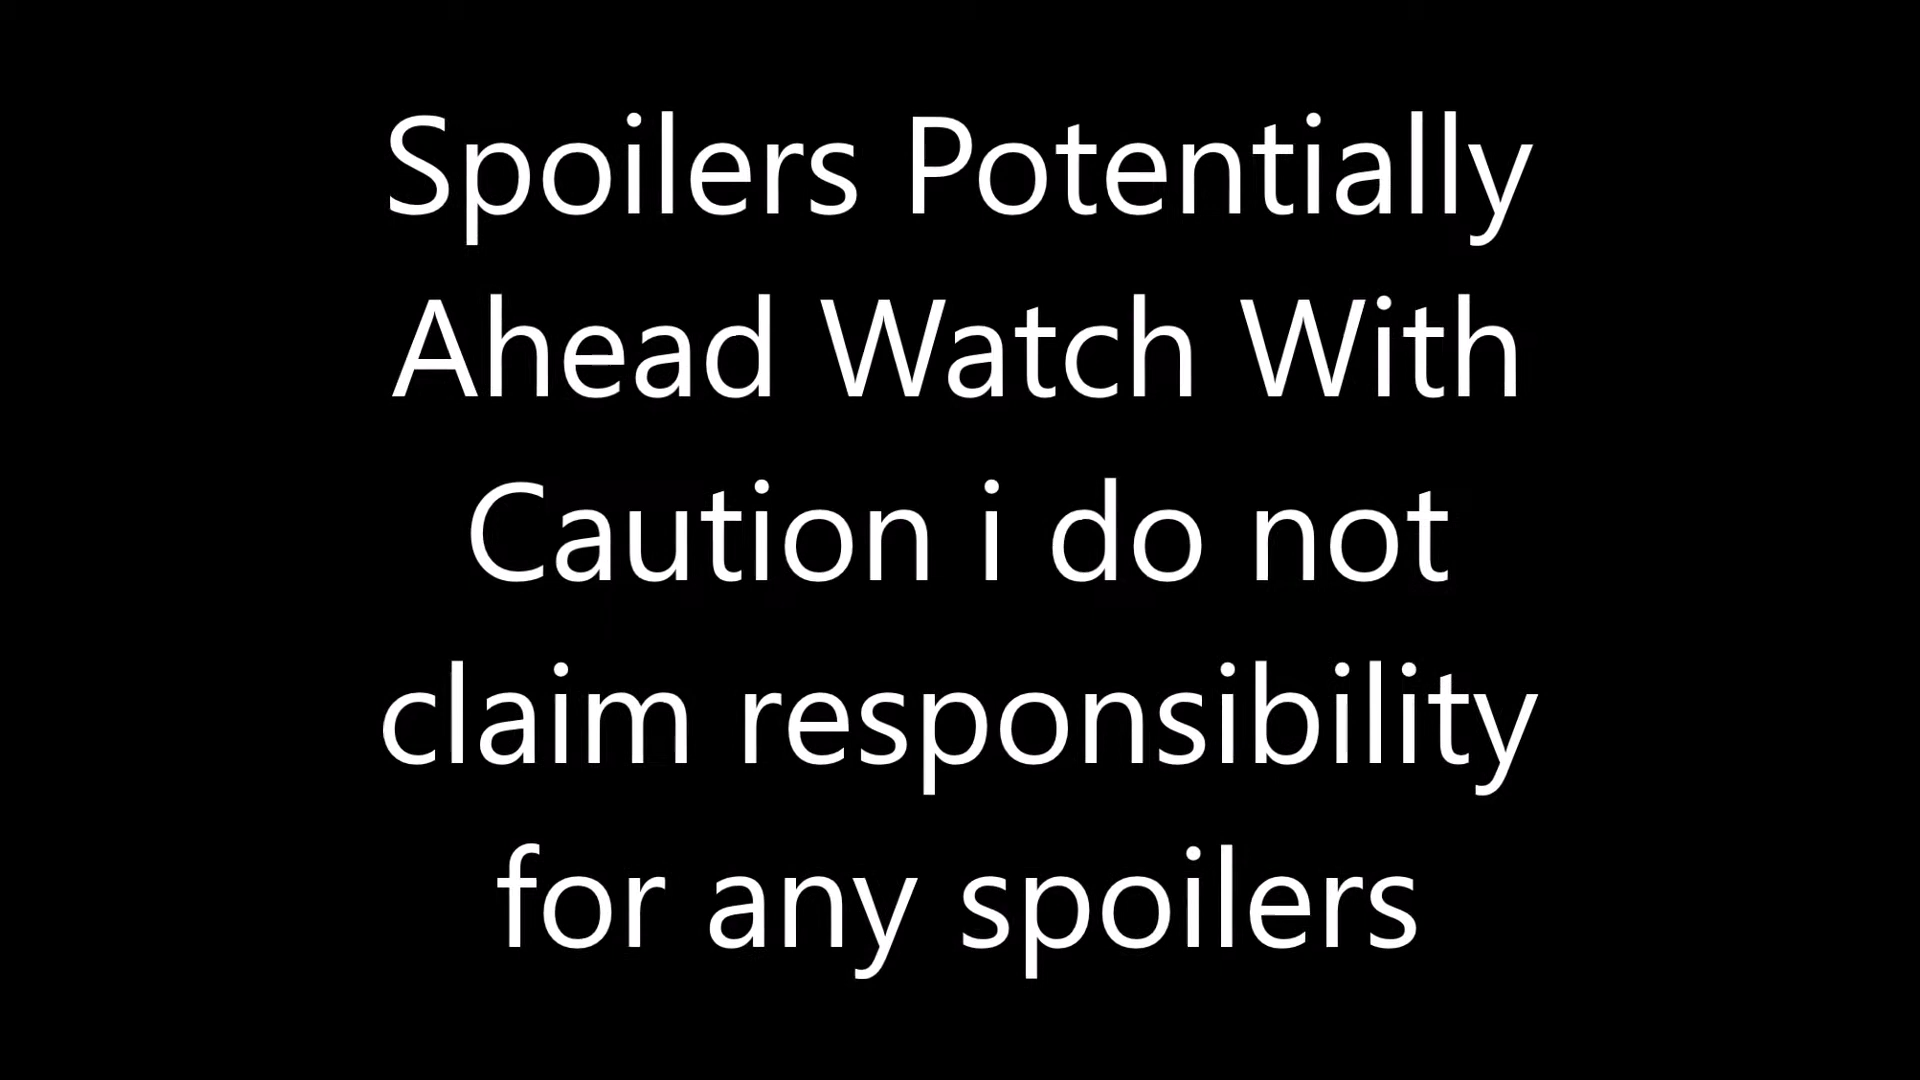 Spoilers Potentially
Ahead Watch With
Caution i do not
claim responsibility
for any spoilers